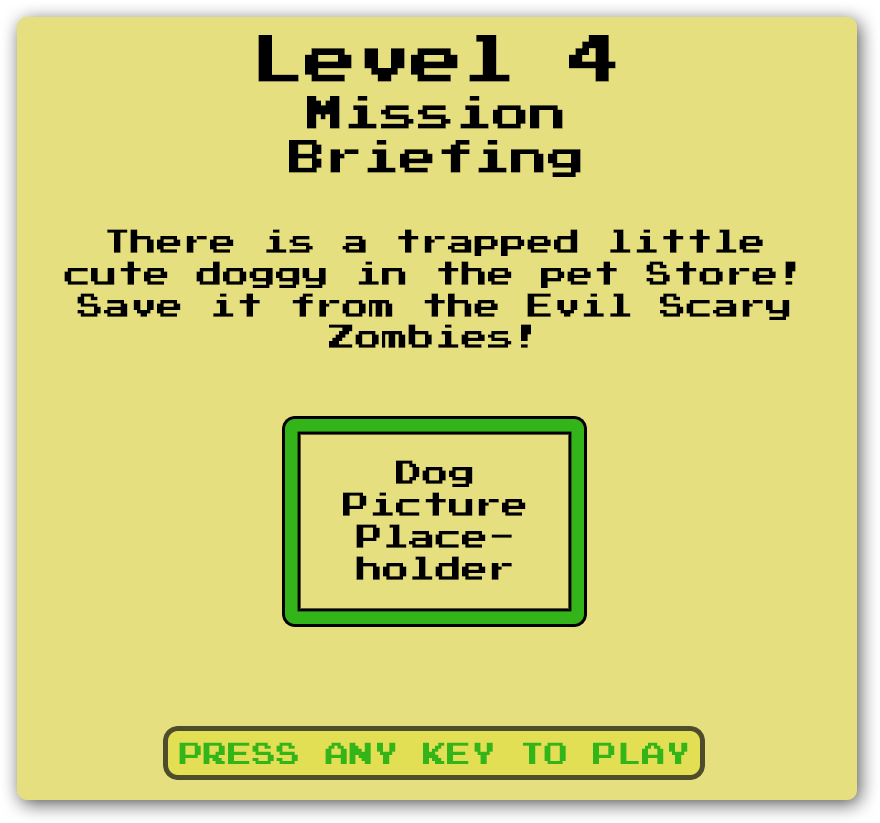 Level 4
Mission
Briefing
There is a trapped little
cute doggy in the pet Store!
Save it from the Evil Scary
Zombies!
Dog
Picture
Place-
holder
PRESS ANY KEY TO PLAY